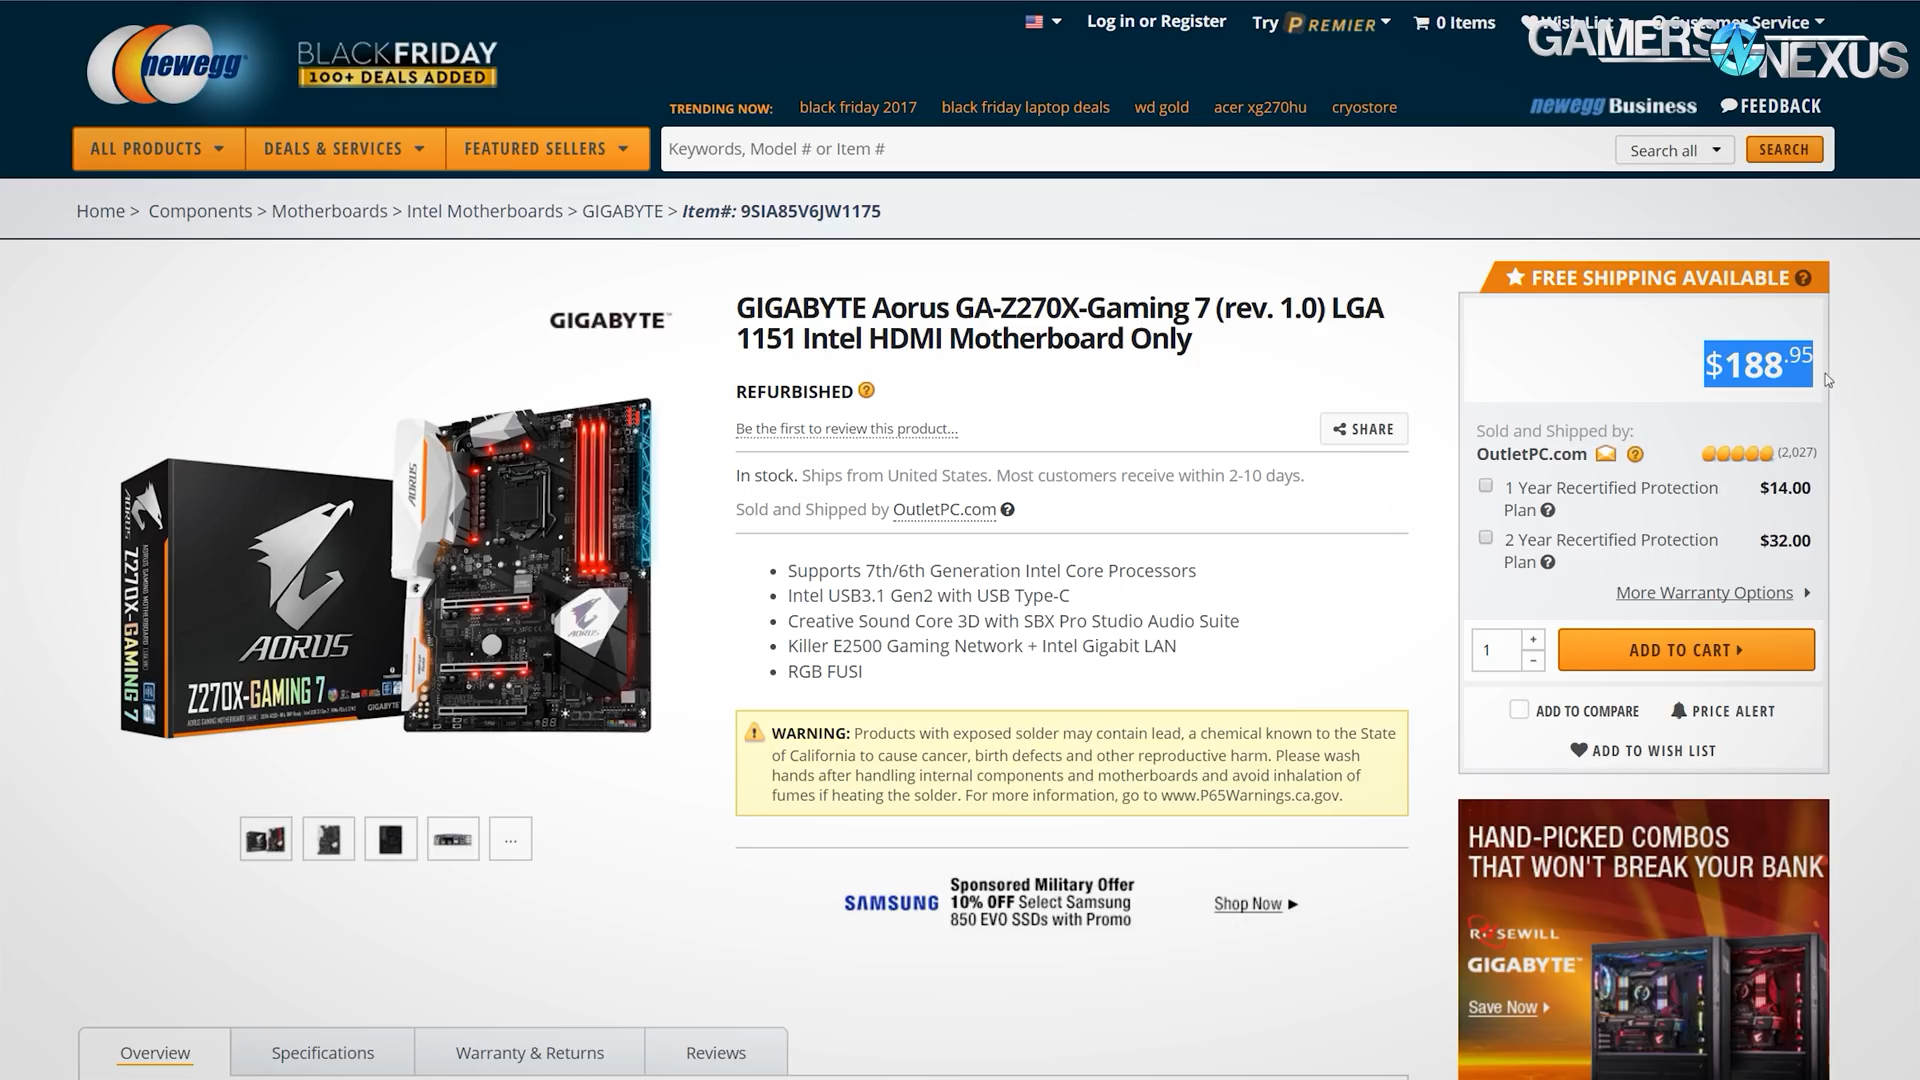 Log in or Register
Try PREMIER
0 Items
Wish List
Customer Service
GAMERS NEXUS
newegg
BLACK FRIDAY
100+ DEALS ADDED
TRENDING NOW: black friday 2017 black friday laptop deals wd gold acer xg270hu cryostore
newegg Business
FEEDBACK
ALL PRODUCTS
DEALS & SERVICES
FEATURED SELLERS
Keywords, Model # or Item #
Search all
SEARCH
Home > Components > Motherboards > Intel Motherboards > GIGABYTE > Item#: 9SIA85V6JW1175
GIGABYTE™
AORUS
Z270X-GAMING 7
AORUS
Z270X-GAMING 7
GIGABYTE
AORUS
AORUS
...
GIGABYTE Aorus GA-Z270X-Gaming 7 (rev. 1.0) LGA
1151 Intel HDMI Motherboard Only
REFURBISHED ?
Be the first to review this product...
SHARE
In stock. Ships from United States. Most customers receive within 2-10 days.
Sold and Shipped by OutletPC.com ?
• Supports 7th/6th Generation Intel Core Processors
• Intel USB3.1 Gen2 with USB Type-C
• Creative Sound Core 3D with SBX Pro Studio Audio Suite
• Killer E2500 Gaming Network + Intel Gigabit LAN
• RGB FUSI
WARNING: Products with exposed solder may contain lead, a chemical known to the State
of California to cause cancer, birth defects and other reproductive harm. Please wash
hands after handling internal components and motherboards and avoid inhalation of
fumes if heating the solder. For more information, go to www.P65Warnings.ca.gov.
SAMSUNG
Sponsored Military Offer
10% OFF Select Samsung
850 EVO SSDs with Promo
Shop Now ▶
FREE SHIPPING AVAILABLE ?
$188.95
Sold and Shipped by:
OutletPC.com ? (2,027)
1 Year Recertified Protection $14.00
Plan ?
2 Year Recertified Protection $32.00
Plan ?
More Warranty Options
1
+
-
ADD TO CART
ADD TO COMPARE
PRICE ALERT
ADD TO WISH LIST
HAND-PICKED COMBOS
THAT WON'T BREAK YOUR BANK
ROSEWILL
GIGABYTE™
Save Now
Overview
Specifications
Warranty & Returns
Reviews